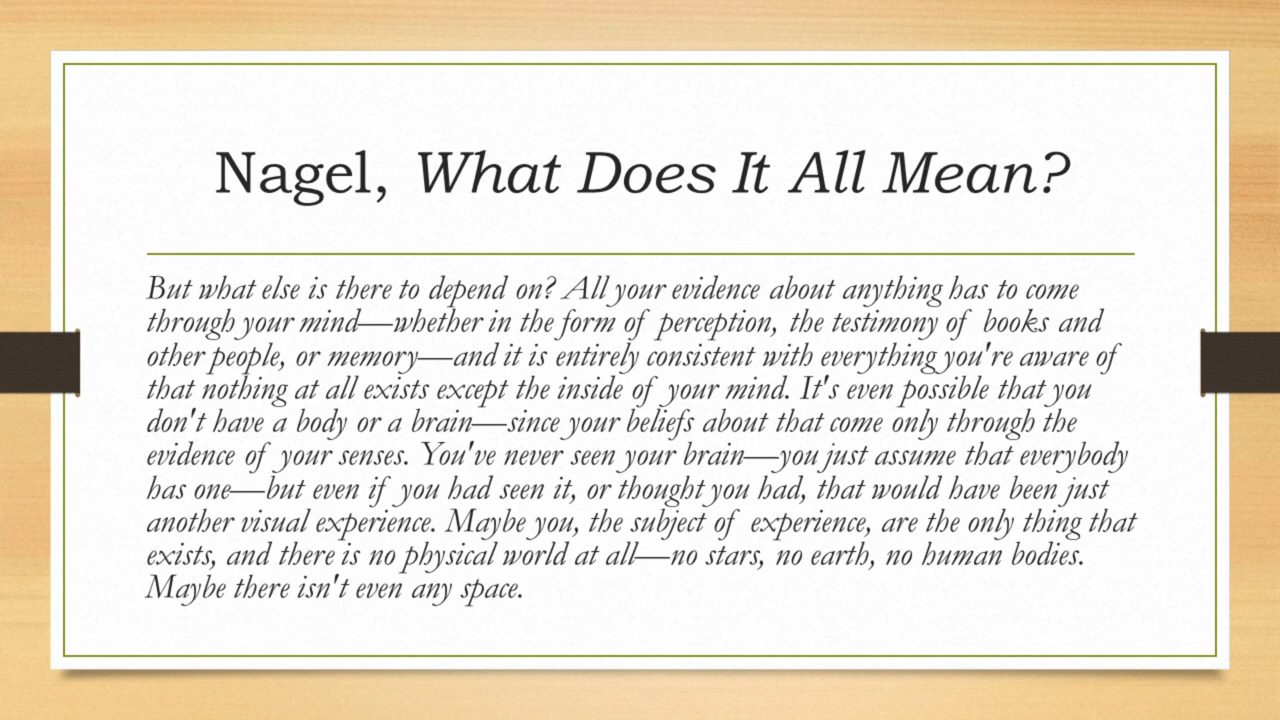 Nagel, What Does It All Mean?
But what else is there to depend on? All your evidence about anything has to come
through your mind—whether in the form of perception, the testimony of books and
other people, or memory—and it is entirely consistent with everything you're aware of
that nothing at all exists except the inside of your mind. It's even possible that you
don't have a body or a brain—since your beliefs about that come only through the
evidence of your senses. You've never seen your brain—you just assume that everybody
has one—but even if you had seen it, or thought you had, that would have been just
another visual experience. Maybe you, the subject of experience, are the only thing that
exists, and there is no physical world at all—no stars, no earth, no human bodies.
Maybe there isn't even any space.